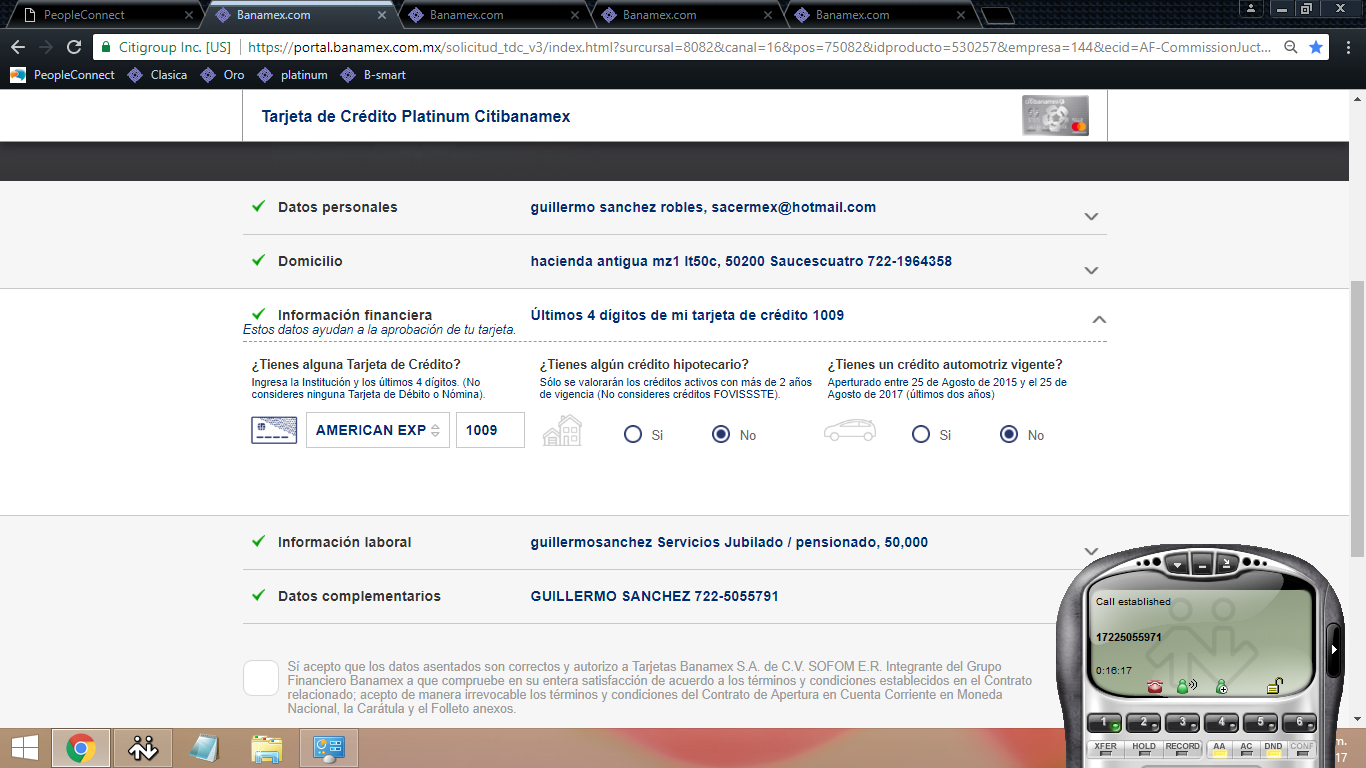 PeopleConnect
Banamex.com
Banamex.com
Banamex.com
Banamex.com
Citigroup Inc. [US]
https://portal.banamex.com.mx/solicitud_tdc_v3/index.html?surcursal=8082&canal=16&pos=75082&idproducto=530257&empresa=144&ecid=AF-CommissionJuct...
PeopleConnect
Clasica
Oro
platinum
B-smart
Tarjeta de Crédito Platinum Citibanamex
Datos personales
guillermo sanchez robles, sacermex@hotmail.com
Domicilio
hacienda antigua mz1 lt50c, 50200 Saucescuatro 722-1964358
Información financiera
Últimos 4 dígitos de mi tarjeta de crédito 1009
Estos datos ayudan a la aprobación de tu tarjeta.
¿Tienes alguna Tarjeta de Crédito?
Ingresa la Institución y los últimos 4 dígitos. (No
consideres ninguna Tarjeta de Débito o Nómina).
AMERICAN EXP
1009
¿Tienes algún crédito hipotecario?
Sólo se valorarán los créditos activos con más de 2 años
de vigencia (No consideres créditos FOVISSSTE).
Si
No
¿Tienes un crédito automotriz vigente?
Aperturado entre 25 de Agosto de 2015 y el 25 de
Agosto de 2017 (últimos dos años)
Si
No
Información laboral
guillermosanchez Servicios Jubilado / pensionado, 50,000
Datos complementarios
GUILLERMO SANCHEZ 722-5055791
Sí acepto que los datos asentados son correctos y autorizo a Tarjetas Banamex S.A. de C.V. SOFOM E.R. Integrante del Grupo
Financiero Banamex a que compruebe en su entera satisfacción de acuerdo a los términos y condiciones establecidos en el Contrato
relacionado; acepto de manera irrevocable los términos y condiciones del Contrato de Apertura en Cuenta Corriente en Moneda
Nacional, la Carátula y el Folleto anexos.
Call established
17225055971
0:16:17
1 2 3 4 5 6
XFER HOLD RECORD AA AC DND CONF
m.
17